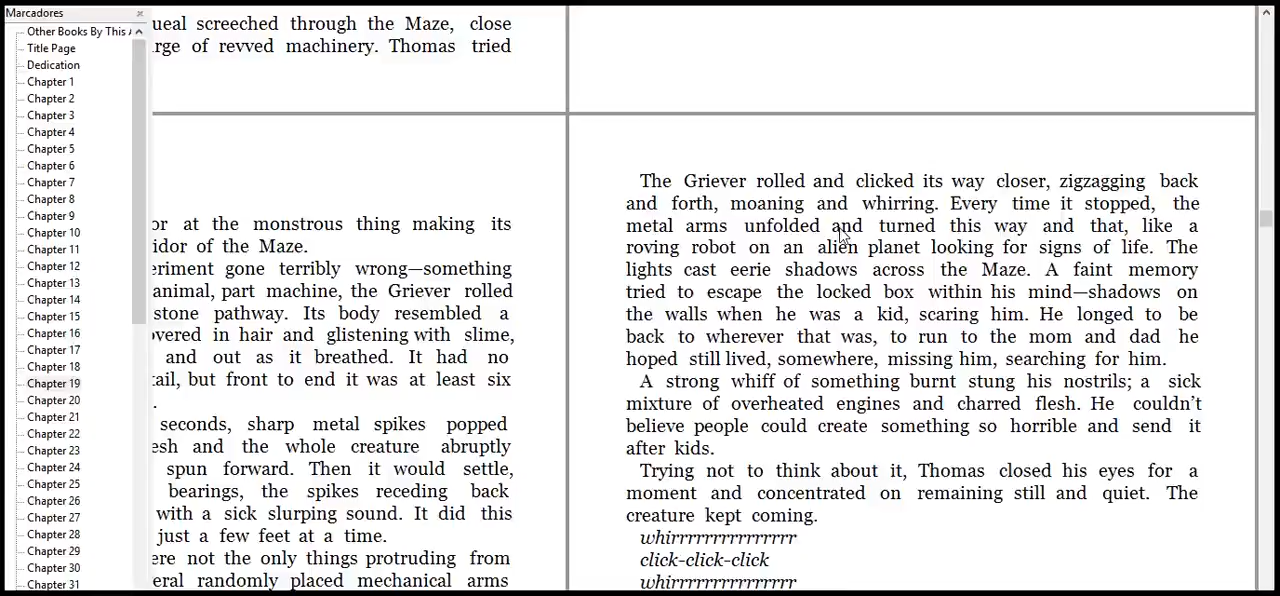 Marcadores
Other Books By This
Title Page
Dedication
Chapter 1
Chapter 2
Chapter 3
Chapter 4
Chapter 5
Chapter 6
Chapter 7
Chapter 8
Chapter 9
Chapter 10
Chapter 11
Chapter 12
Chapter 13
Chapter 14
Chapter 15
Chapter 16
Chapter 17
Chapter 18
Chapter 19
Chapter 20
Chapter 21
Chapter 22
Chapter 23
Chapter 24
Chapter 25
Chapter 26
Chapter 27
Chapter 28
Chapter 29
Chapter 30
Chapter 31
ueal screeched through the Maze, close
rge of revved machinery. Thomas tried
or at the monstrous thing making its
idor of the Maze.
eriment gone terribly wrong—something
animal, part machine, the Griever rolled
stone pathway. Its body resembled a
overed in hair and glistening with slime,
and out as it breathed. It had no
tail, but front to end it was at least six
.
seconds, sharp metal spikes popped
esh and the whole creature abruptly
spun forward. Then it would settle,
bearings, the spikes receding back
with a sick slurping sound. It did this
just a few feet at a time.
ere not the only things protruding from
eral randomly placed mechanical arms
The Griever rolled and clicked its way closer, zigzagging back
and forth, moaning and whirring. Every time it stopped, the
metal arms unfolded and turned this way and that, like a
roving robot on an alien planet looking for signs of life. The
lights cast eerie shadows across the Maze. A faint memory
tried to escape the locked box within his mind—shadows on
the walls when he was a kid, scaring him. He longed to be
back to wherever that was, to run to the mom and dad he
hoped still lived, somewhere, missing him, searching for him.
A strong whiff of something burnt stung his nostrils; a sick
mixture of overheated engines and charred flesh. He couldn't
believe people could create something so horrible and send it
after kids.
Trying not to think about it, Thomas closed his eyes for a
moment and concentrated on remaining still and quiet. The
creature kept coming.
whirrrrrrrrrrrrrrr
click-click-click
whirrrrrrrrrrrrrrr